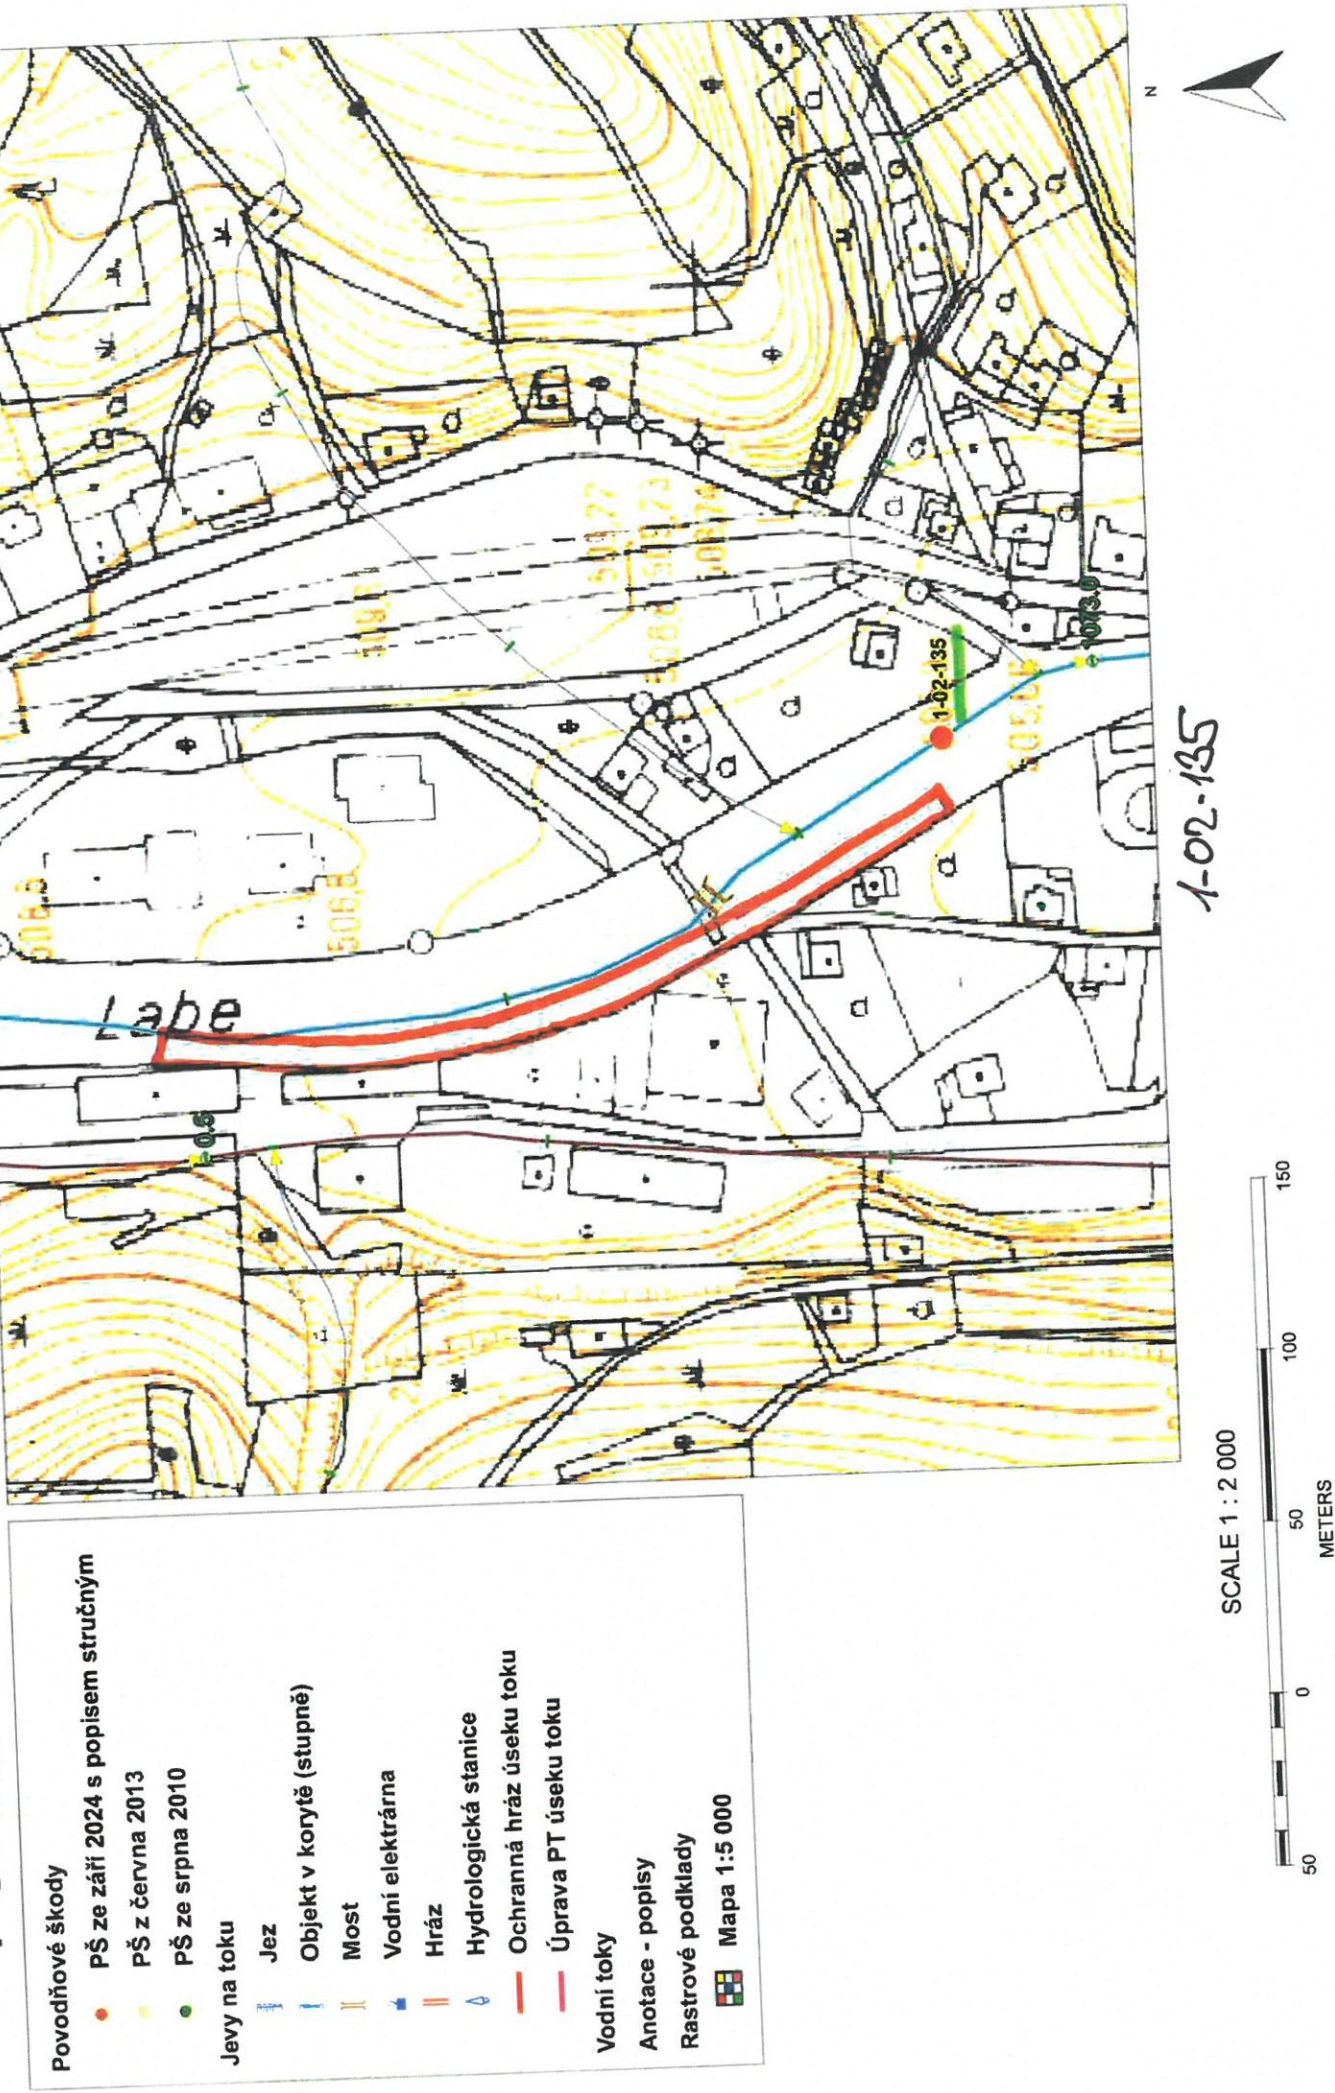 Povodňové škody
PŠ ze září 2024 s popisem stručným
PŠ z června 2013
PŠ ze srpna 2010
Jevy na toku
Jez
Objekt v korytě (stupně)
Most
Vodní elektrárna
Hráz
Hydrologická stanice
Ochranná hráz úseku toku
Úprava PT úseku toku
Vodní toky
Anotace - popisy
Rastrové podklady
Mapa 1:5 000
Labe
0.5
1-02-135
1073.0
N
1-02-135
SCALE 1 : 2 000
50 0 50 100 150
METERS